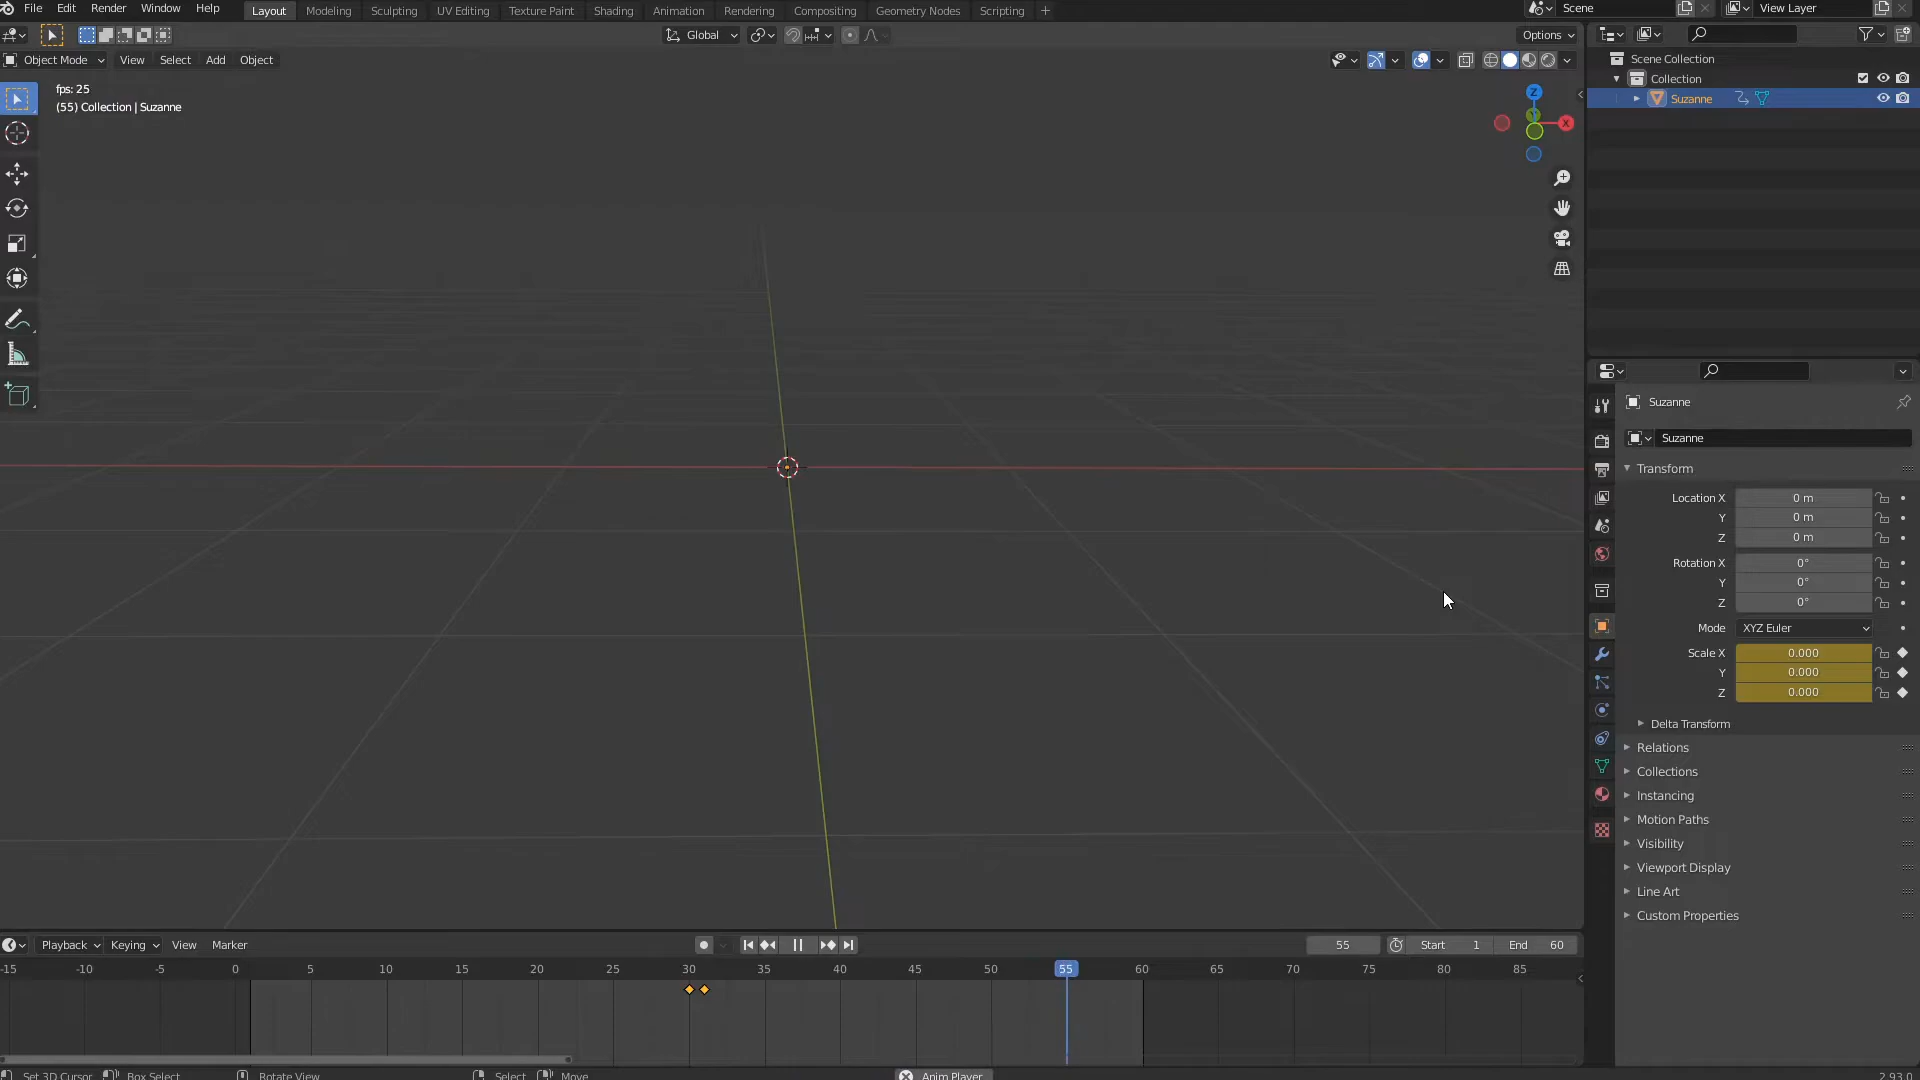 File Edit Render Window Help Layout Modeling Sculpting UV Editing Texture Paint Shading Animation Rendering Compositing Geometry Nodes Scripting + Scene View Layer
Global Options
Object Mode View Select Add Object
fps: 25
(55) Collection | Suzanne
Z
X
Scene Collection
Collection
Suzanne
Suzanne
Suzanne
Transform
Location X 0 m
Y 0 m
Z 0 m
Rotation X 0°
Y 0°
Z 0°
Mode XYZ Euler
Scale X 0.000
Y 0.000
Z 0.000
Delta Transform
Relations
Collections
Instancing
Motion Paths
Visibility
Viewport Display
Line Art
Custom Properties
Playback Keying View Marker 55 Start 1 End 60
-15 -10 -5 0 5 10 15 20 25 30 35 40 45 50 55 60 65 70 75 80 85
Set 3D Cursor Box Select Rotate View Select Move Anim Player 2.93.0